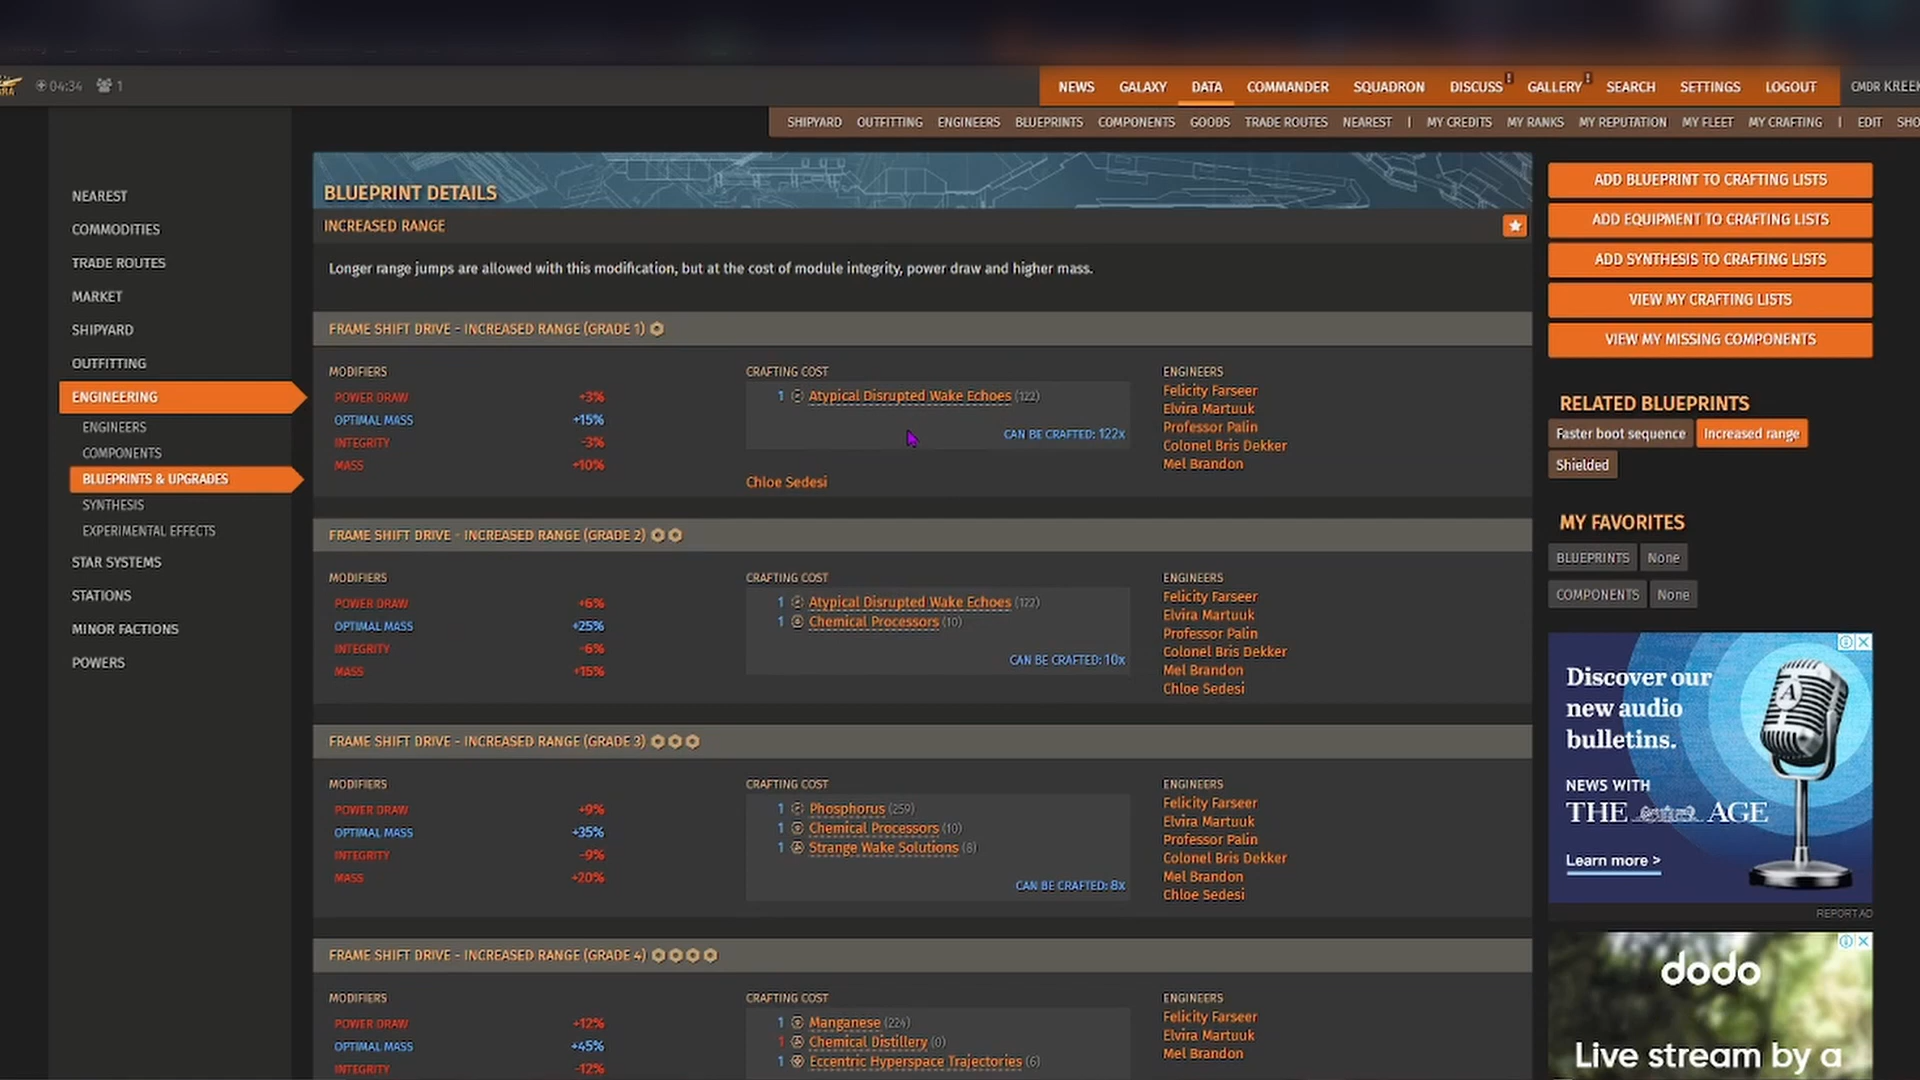 04:34 1
NEWS GALAXY DATA COMMANDER SQUADRON DISCUSS! GALLERY! SEARCH SETTINGS LOGOUT CMDR KREE
SHIPYARD OUTFITTING ENGINEERS BLUEPRINTS COMPONENTS GOODS TRADE ROUTES NEAREST | MY CREDITS MY RANKS MY REPUTATION MY FLEET MY CRAFTING | EDIT SHO
NEAREST
COMMODITIES
TRADE ROUTES
MARKET
SHIPYARD
OUTFITTING
ENGINEERING
ENGINEERS
COMPONENTS
BLUEPRINTS & UPGRADES
SYNTHESIS
EXPERIMENTAL EFFECTS
STAR SYSTEMS
STATIONS
MINOR FACTIONS
POWERS
BLUEPRINT DETAILS
INCREASED RANGE
Longer range jumps are allowed with this modification, but at the cost of module integrity, power draw and higher mass.
FRAME SHIFT DRIVE - INCREASED RANGE (GRADE 1)
MODIFIERS
POWER DRAW +3%
OPTIMAL MASS +15%
INTEGRITY -3%
MASS +10%
CRAFTING COST
1 Atypical Disrupted Wake Echoes (122)
CAN BE CRAFTED: 122x
ENGINEERS
Felicity Farseer
Elvira Martuuk
Professor Palin
Colonel Bris Dekker
Mel Brandon
Chloe Sedesi
FRAME SHIFT DRIVE - INCREASED RANGE (GRADE 2)
MODIFIERS
POWER DRAW +6%
OPTIMAL MASS +25%
INTEGRITY -6%
MASS +15%
CRAFTING COST
1 Atypical Disrupted Wake Echoes (122)
1 Chemical Processors (10)
CAN BE CRAFTED: 10x
ENGINEERS
Felicity Farseer
Elvira Martuuk
Professor Palin
Colonel Bris Dekker
Mel Brandon
Chloe Sedesi
FRAME SHIFT DRIVE - INCREASED RANGE (GRADE 3)
MODIFIERS
POWER DRAW +9%
OPTIMAL MASS +35%
INTEGRITY -9%
MASS +20%
CRAFTING COST
1 Phosphorus (259)
1 Chemical Processors (10)
1 Strange Wake Solutions (8)
CAN BE CRAFTED: 8x
ENGINEERS
Felicity Farseer
Elvira Martuuk
Professor Palin
Colonel Bris Dekker
Mel Brandon
Chloe Sedesi
FRAME SHIFT DRIVE - INCREASED RANGE (GRADE 4)
MODIFIERS
POWER DRAW +12%
OPTIMAL MASS +45%
INTEGRITY -12%
CRAFTING COST
1 Manganese (224)
1 Chemical Distillery (0)
1 Eccentric Hyperspace Trajectories (6)
ENGINEERS
Felicity Farseer
Elvira Martuuk
Mel Brandon
ADD BLUEPRINT TO CRAFTING LISTS
ADD EQUIPMENT TO CRAFTING LISTS
ADD SYNTHESIS TO CRAFTING LISTS
VIEW MY CRAFTING LISTS
VIEW MY MISSING COMPONENTS
RELATED BLUEPRINTS
Faster boot sequence Increased range
Shielded
MY FAVORITES
BLUEPRINTS None
COMPONENTS None
Discover our
new audio
bulletins.
NEWS WITH
THE AGE
Learn more >
A
REPORT AD
dodo
Live stream by a